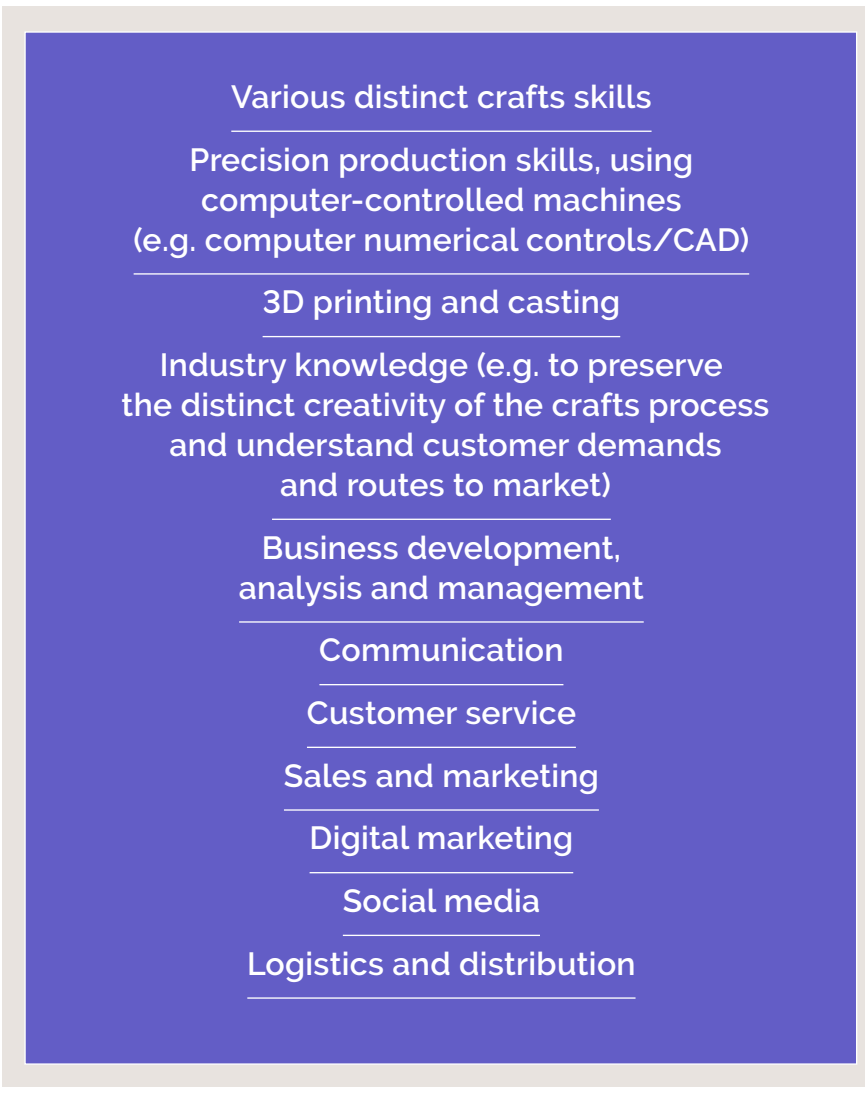 Various distinct crafts skills
Precision production skills, using
computer-controlled machines
(e.g. computer numerical controls/CAD)
3D printing and casting
Industry knowledge (e.g. to preserve
the distinct creativity of the crafts process
and understand customer demands
and routes to market)
Business development,
analysis and management
Communication
Customer service
Sales and marketing
Digital marketing
Social media
Logistics and distribution